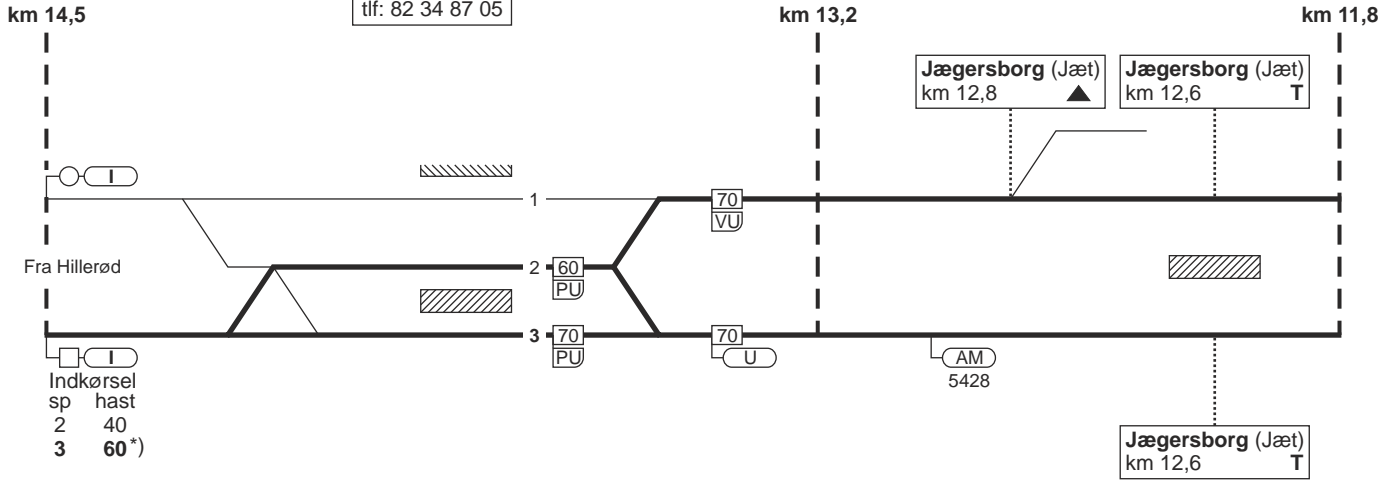 tlf: 82 34 87 05
km 14,5
km 13,2
km 11,8
Jægersborg (Jæt)
km 12,8
Jægersborg (Jæt)
km 12,6 T
I
1
70
VU
Fra Hillerød
2
60
PU
3
70
PU
70
U
I
AM
5428
Indkørsel
sp hast
2 40
3 60*)
Jægersborg (Jæt)
km 12,6 T